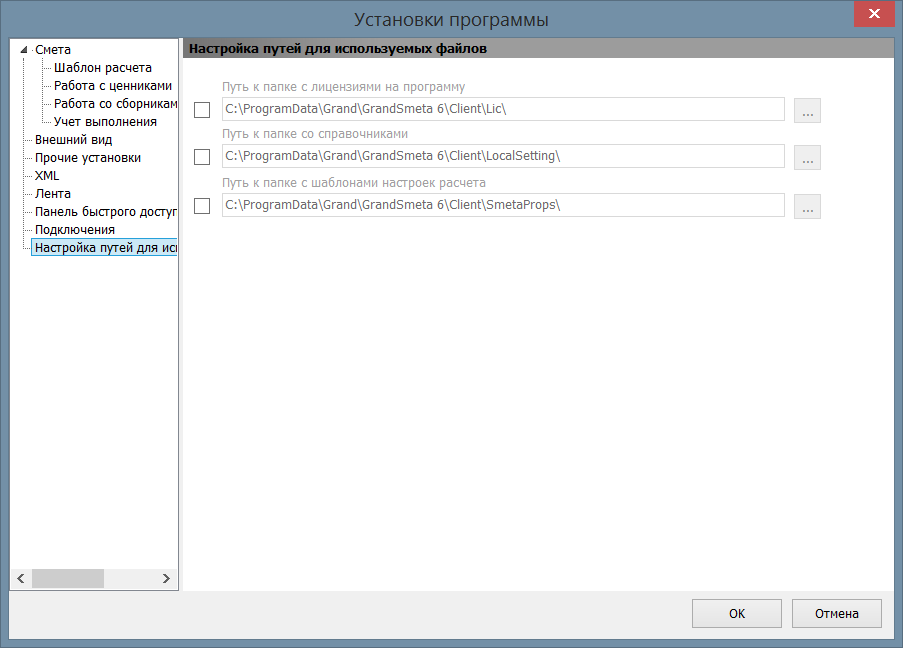 Установки программы
Смета
Шаблон расчета
Работа с ценниками
Работа со сборникам
Учет выполнения
Внешний вид
Прочие установки
XML
Лента
Панель быстрого доступ
Подключения
Настройка путей для ис
Настройка путей для используемых файлов
Путь к папке с лицензиями на программу
C:\ProgramData\Grand\GrandSmeta 6\Client\Lic\
...
Путь к папке со справочниками
C:\ProgramData\Grand\GrandSmeta 6\Client\LocalSetting\
...
Путь к папке с шаблонами настроек расчета
C:\ProgramData\Grand\GrandSmeta 6\Client\SmetaProps\
...
ОК
Отмена